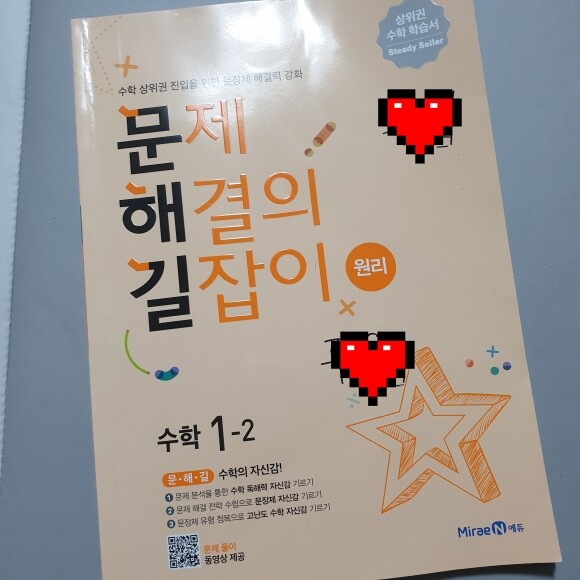 상위권
수학 학습서
Steady Seller
수학 상위권 진입을 위한 문장제 해결력 강화
문제
해결의
길잡이 원리
수학 1-2
문·해·길 수학의 자신감!
1 문제 분석을 통한 수학 독해력 자신감 기르기
2 문제 해결 전략 수립으로 문장제 자신감 기르기
3 문장제 유형 정복으로 고난도 수학 자신감 기르기
문제 풀이
동영상 제공
Mirae N 에듀